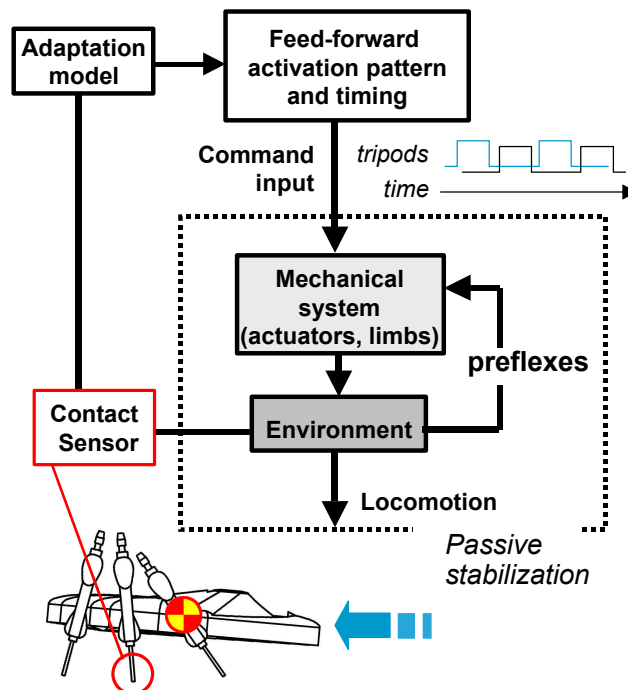 Adaptation
model
Feed-forward
activation pattern
and timing
Command
input
tripods
time
Mechanical
system
(actuators, limbs)
preflexes
Contact
Sensor
Environment
Locomotion
Passive
stabilization